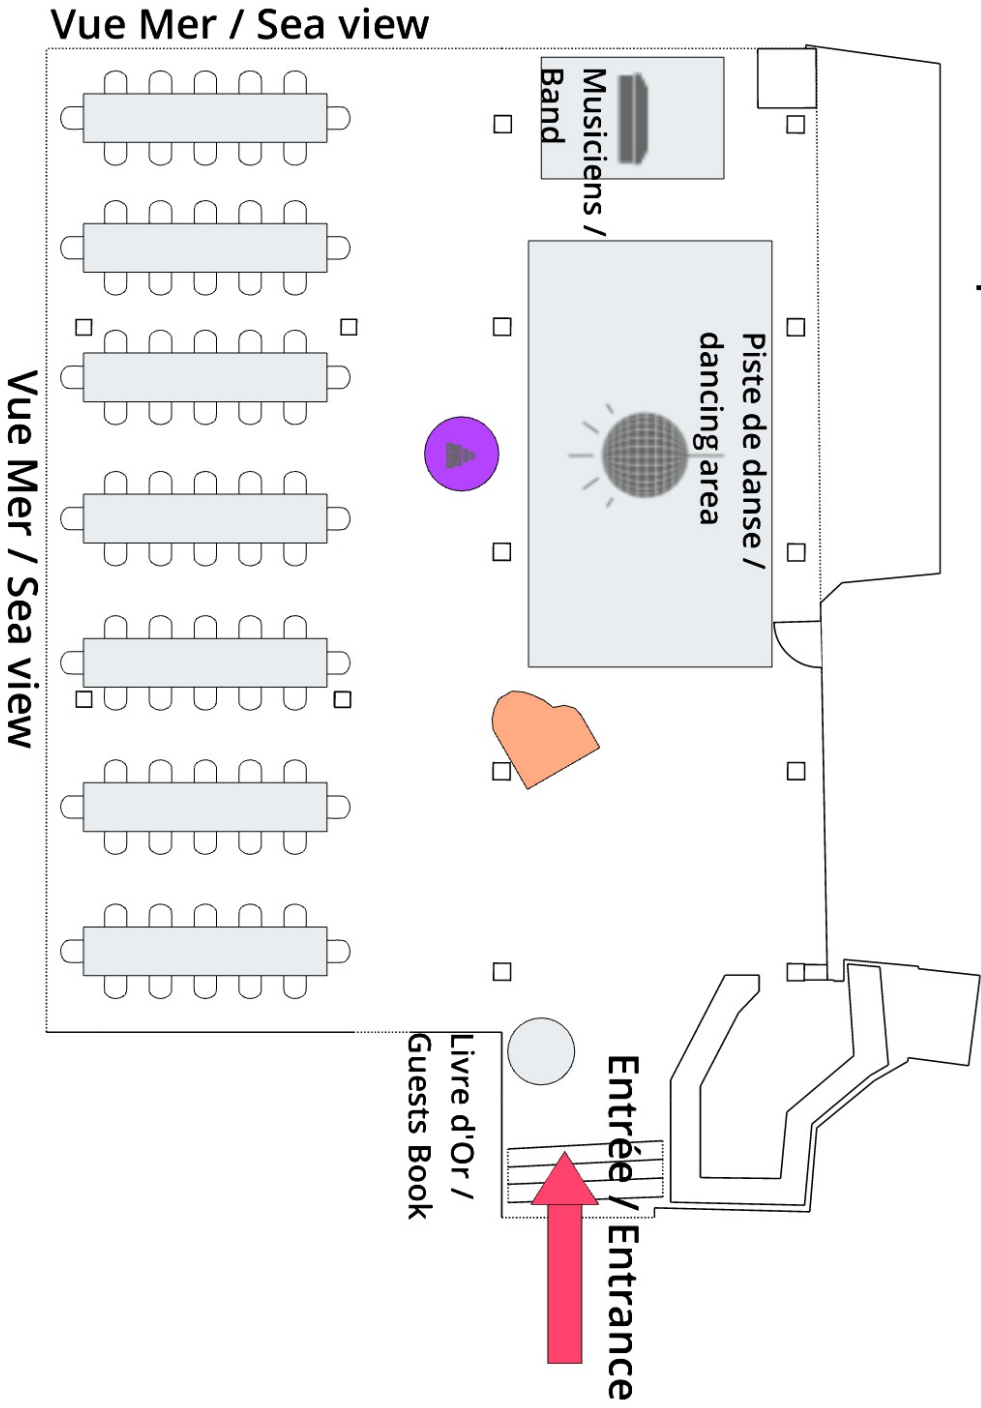 Vue Mer / Sea view
Musiciens /
Band
Piste de danse /
dancing area
Vue Mer / Sea view
Livre d'Or /
Guests Book
Entrée / Entrance